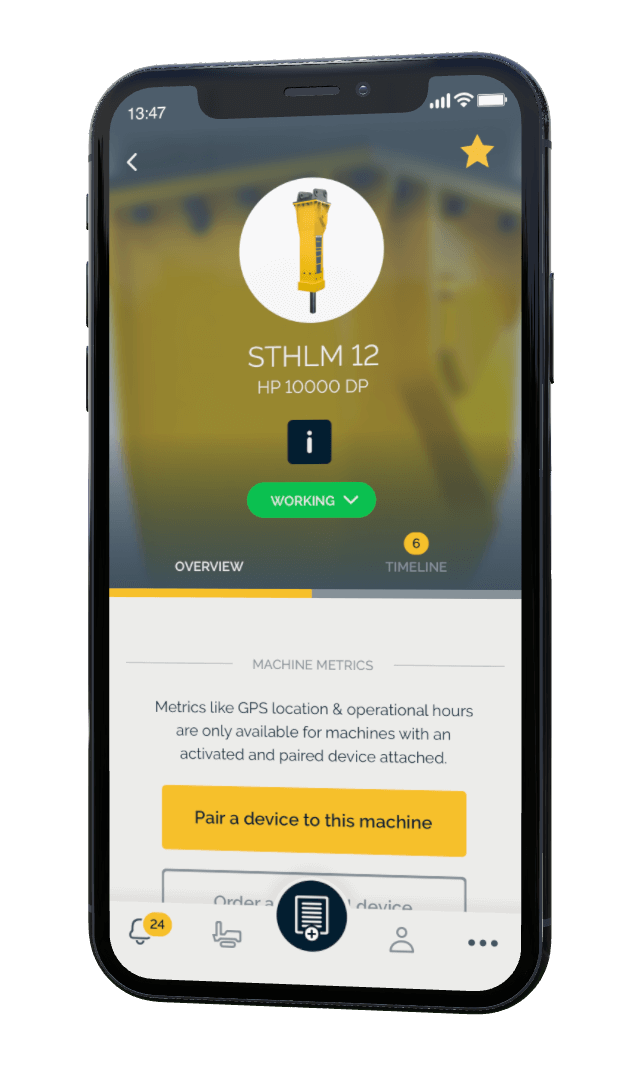 13:47
STHLM 12
HP 10000 DP
i
WORKING
6
OVERVIEW
TIMELINE
MACHINE METRICS
Metrics like GPS location & operational hours
are only available for machines with an
activated and paired device attached.
Pair a device to this machine
Order a device
24